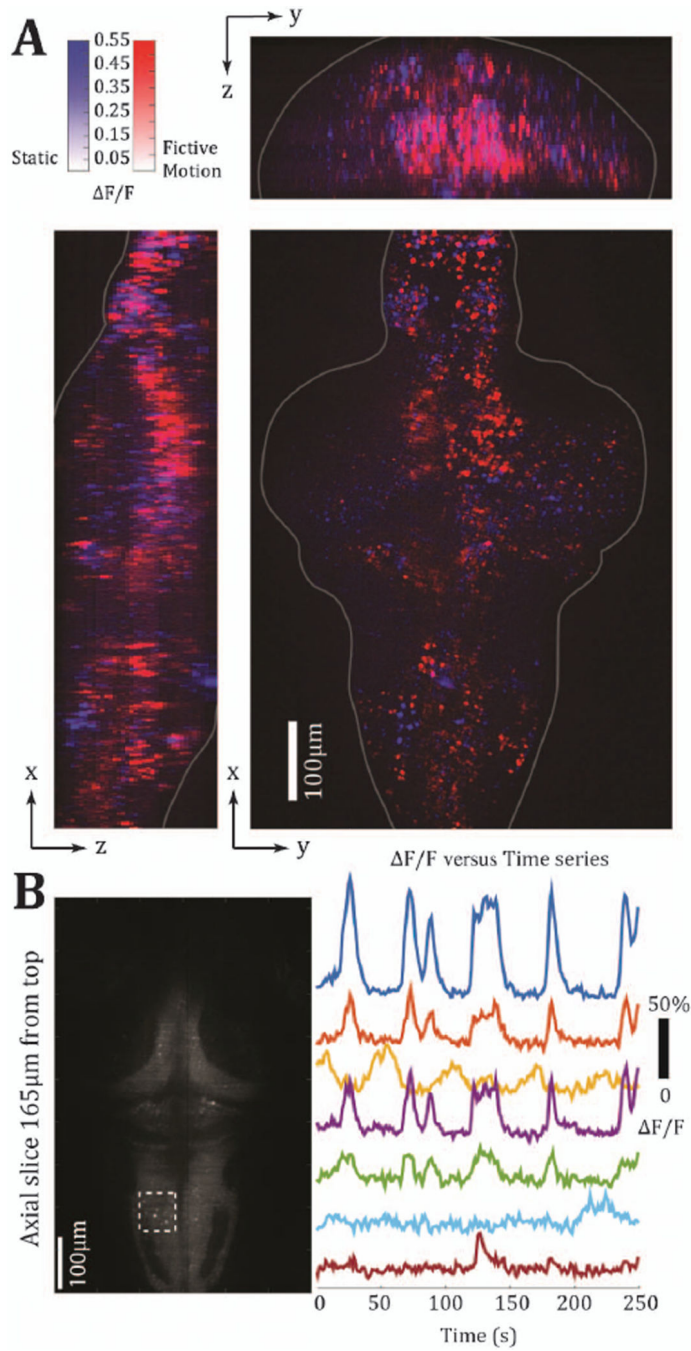 A
Static
0.55
0.45
0.35
0.25
0.15
0.05
Fictive
Motion
ΔF/F
y
z
x
z
100μm
x
y
B
Axial slice 165μm from top
100μm
ΔF/F versus Time series
50%
0
ΔF/F
0 50 100 150 200 250
Time (s)